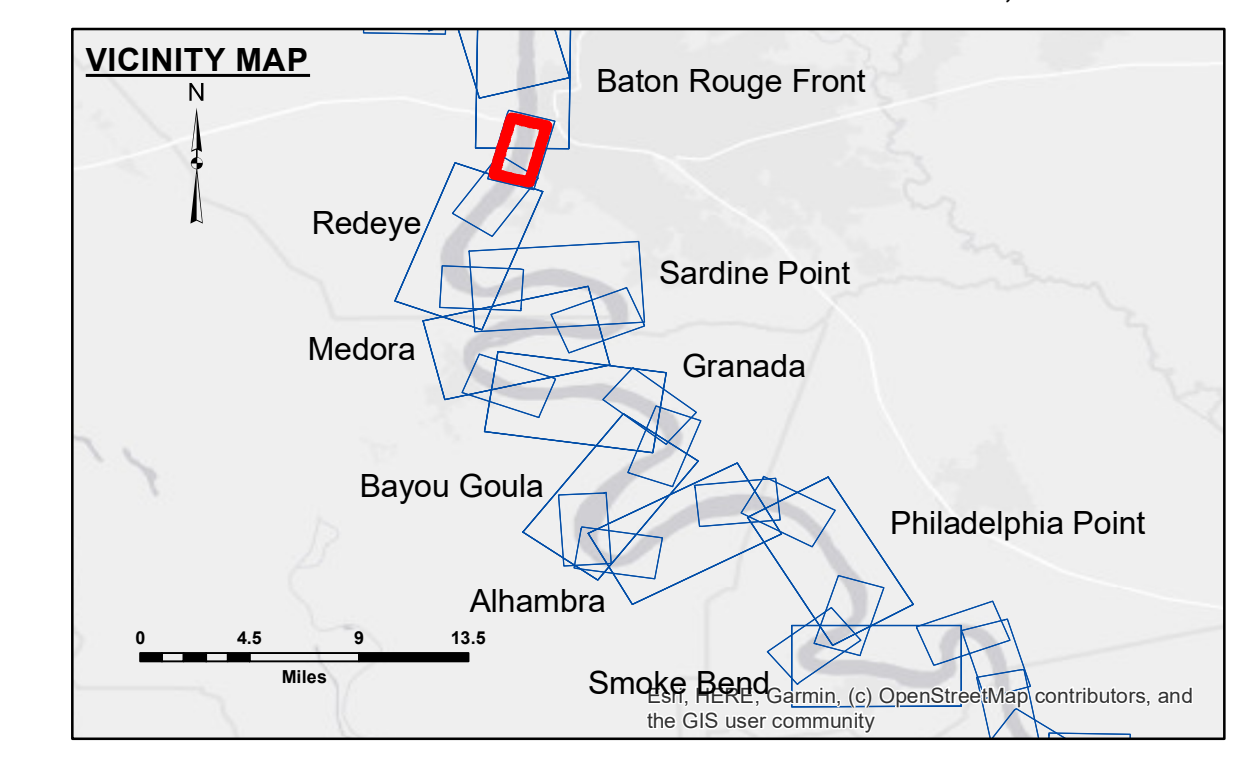 VICINITY MAP
N
Baton Rouge Front
Redeye
Sardine Point
Medora
Granada
Bayou Goula
Philadelphia Point
Alhambra
0 4.5 9 13.5
Miles
Smoke Bend
Esri, HERE, Garmin, (c) OpenStreetMap contributors, and
the GIS user community